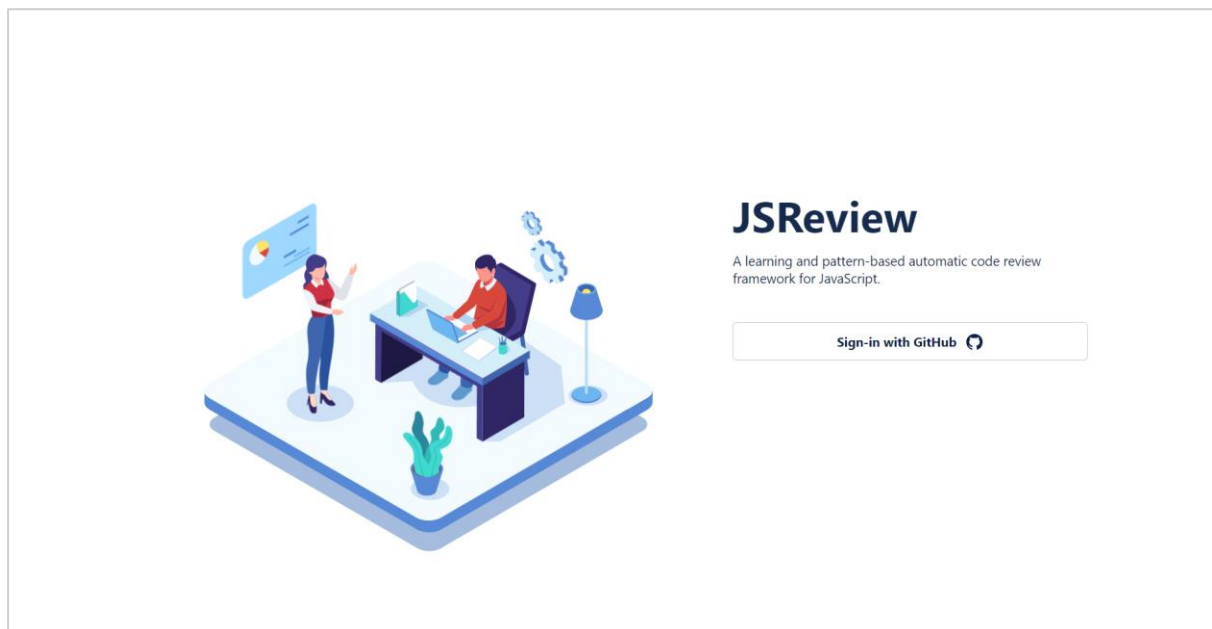 JSReview
A learning and pattern-based automatic code review
framework for JavaScript.
Sign-in with GitHub